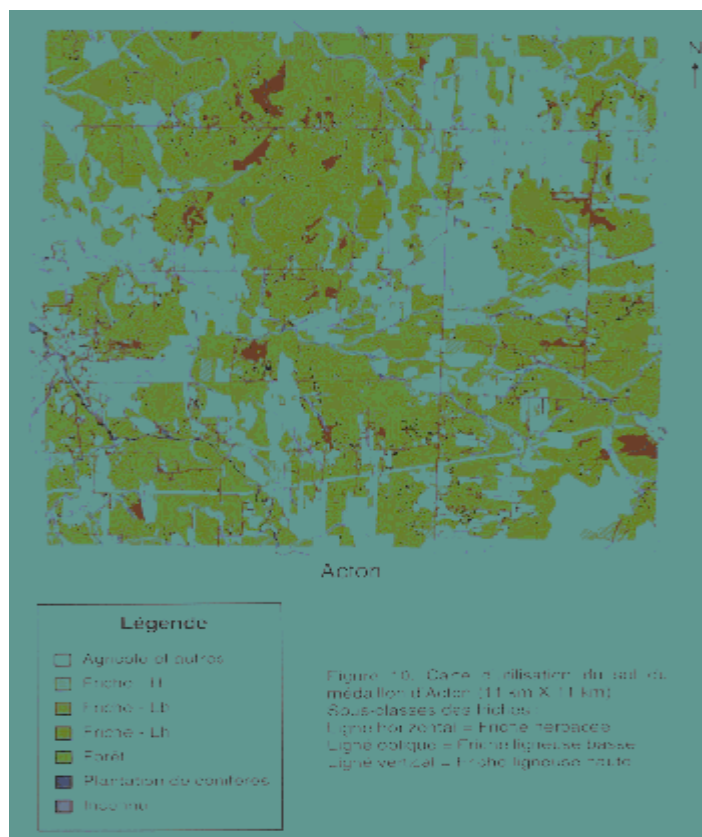 N
Acton
Légende
Agricole et autres
Friche - H
Friche - Lb
Friche - Lh
Forêt
Plantation de conifères
Inconnu
Figure 10. Carte d'utilisation du sol du
médaillon d'Acton (11 km X 11 km)
Sous-classes des friches :
Ligne horizontal = Friche herbacée
Ligne oblique = Friche ligneuse basse
Ligne vertical = Friche ligneuse haute